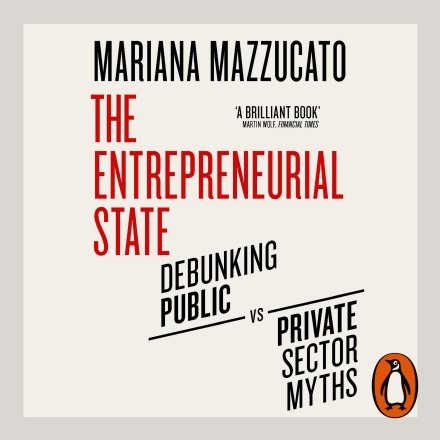 MARIANA MAZZUCATO
THE
'A BRILLIANT BOOK'
MARTIN WOLF, FINANCIAL TIMES
ENTREPRENEURIAL
STATE
DEBUNKING
PUBLIC
VS
PRIVATE
SECTOR
MYTHS